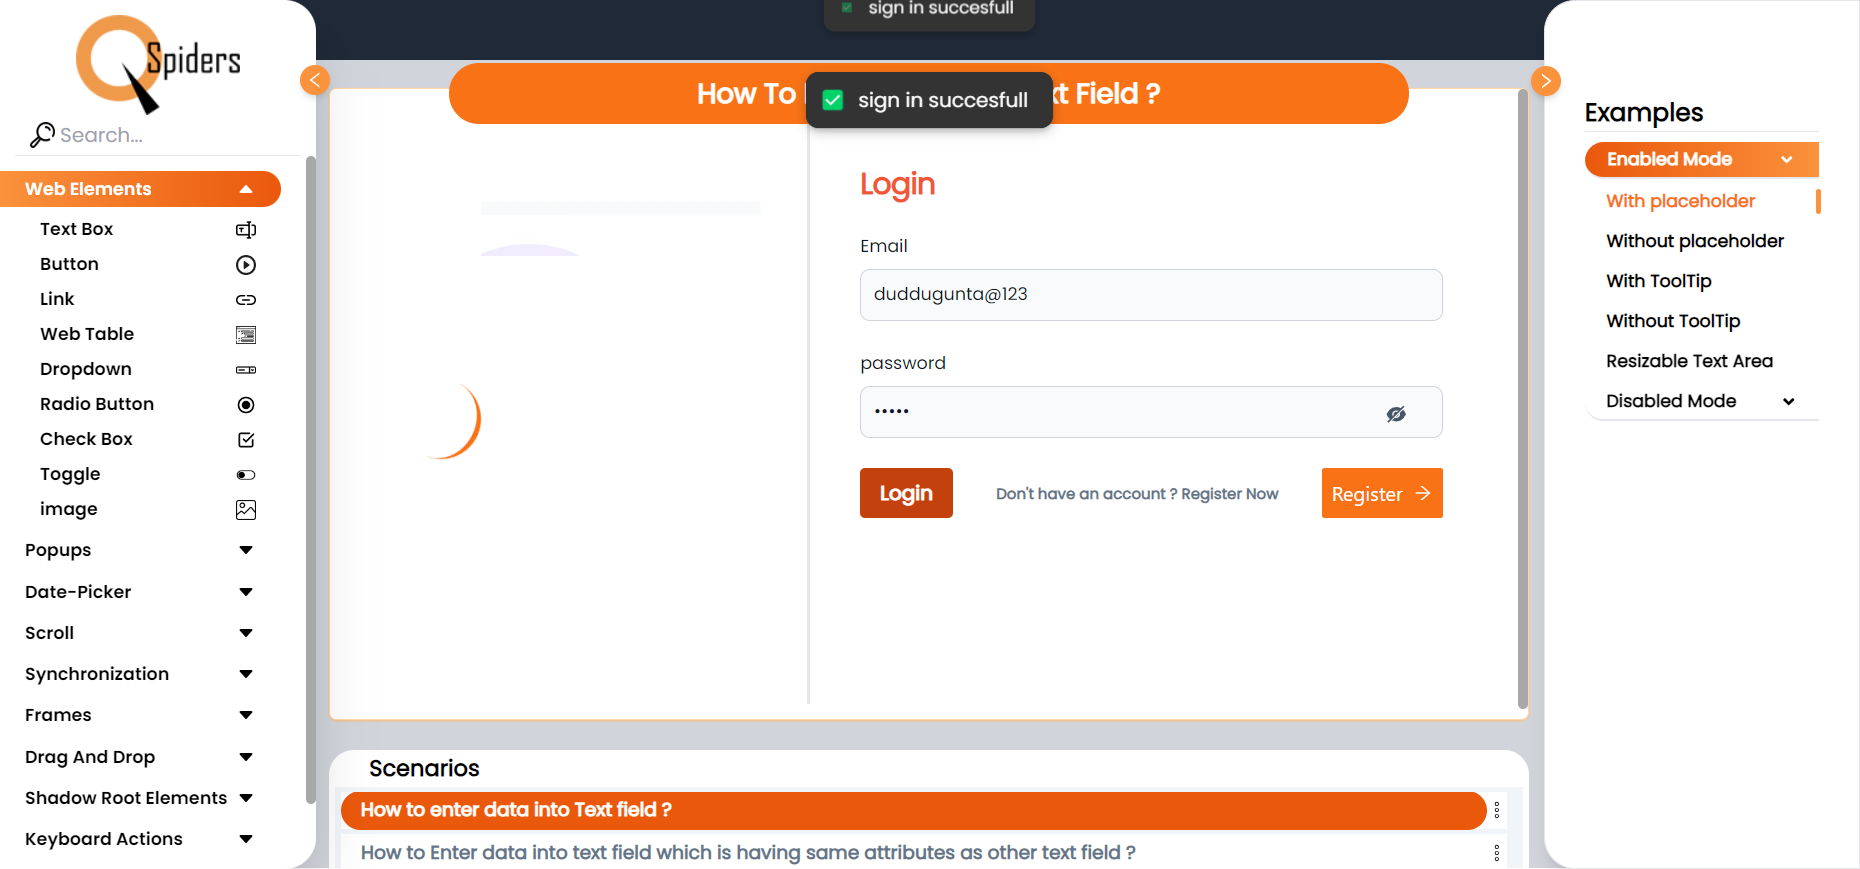 Spiders
Search...
Web Elements
Text Box
Button
Link
Web Table
Dropdown
Radio Button
Check Box
Toggle
image
Popups
Date-Picker
Scroll
Synchronization
Frames
Drag And Drop
Shadow Root Elements
Keyboard Actions
sign in succesfull
How To
sign in succesfull
xt Field ?
Login
Email
duddugunta@123
password
•••••
Login
Don't have an account ? Register Now
Register
Scenarios
How to enter data into Text field ?
How to Enter data into text field which is having same attributes as other text field ?
Examples
Enabled Mode
With placeholder
Without placeholder
With ToolTip
Without ToolTip
Resizable Text Area
Disabled Mode